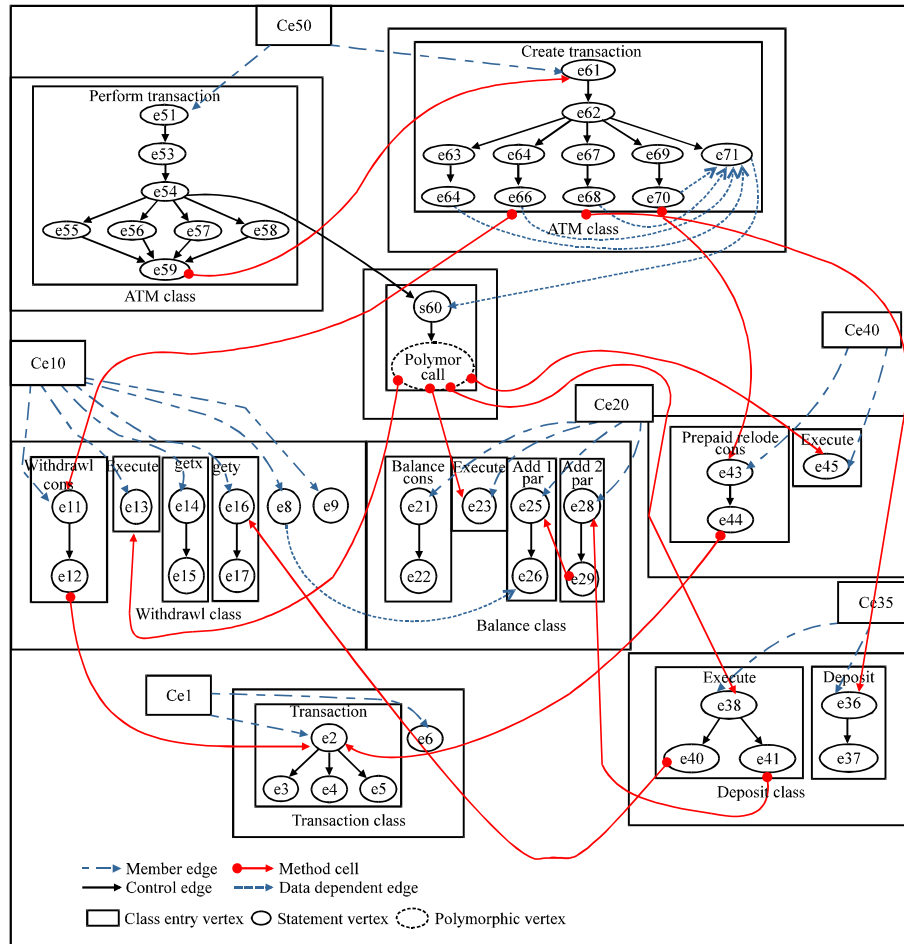 Ce50
Create transaction
e61
Perform transaction
e51
e62
e53
e63
e64
e67
e69
e71
e54
e64
e66
e68
e70
e55
e56
e57
e58
ATM class
e59
ATM class
s60
Ce40
Ce10
Polymor
call
Ce20
Prepaid relode
cons
Execute
Withdrawl
cons
Execute
getx
gety
Balance
cons
Execute
Add 1
par
Add 2
par
e43
e45
e11
e13
e14
e16
e8
e9
e21
e23
e25
e28
e44
e12
e15
e17
e22
e26
e29
Withdrawl class
Balance class
Ce35
Ce1
Execute
Deposit
Transaction
e38
e36
e2
e6
e40
e41
e37
e3
e4
e5
Deposit class
Transaction class
Member edge
Method cell
Control edge
Data dependent edge
Class entry vertex
Statement vertex
Polymorphic vertex